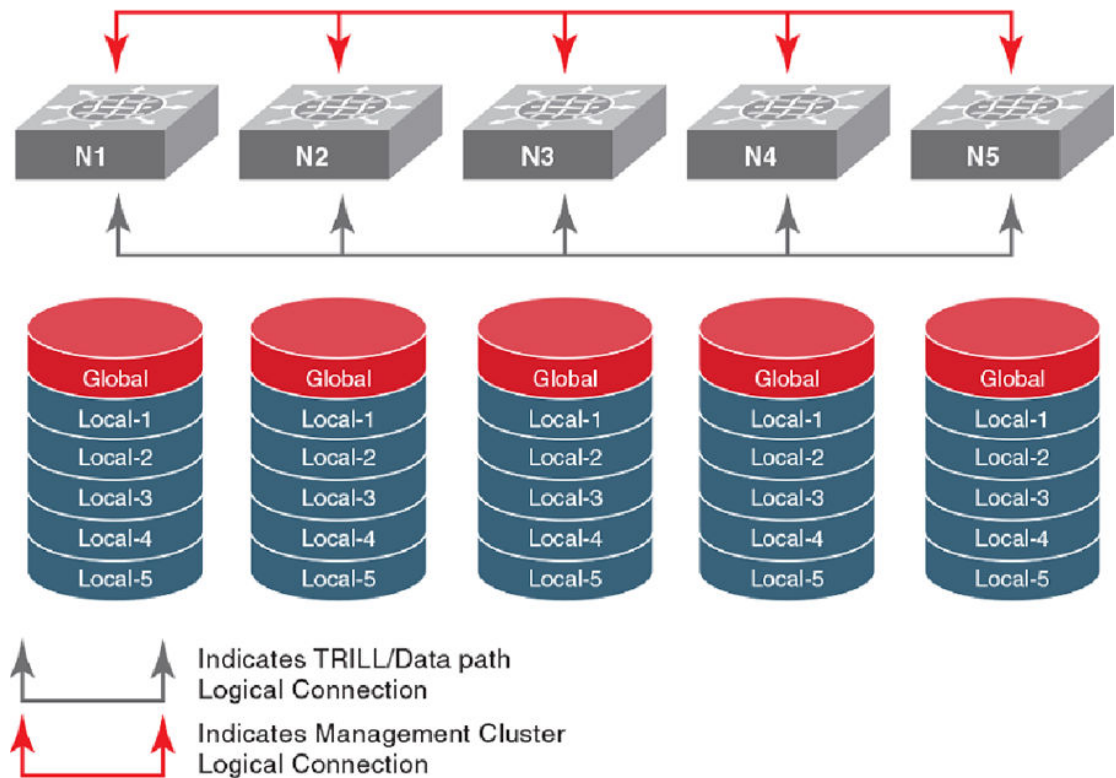 N1 N2 N3 N4 N5
Global Global Global Global Global
Local-1 Local-1 Local-1 Local-1 Local-1
Local-2 Local-2 Local-2 Local-2 Local-2
Local-3 Local-3 Local-3 Local-3 Local-3
Local-4 Local-4 Local-4 Local-4 Local-4
Local-5 Local-5 Local-5 Local-5 Local-5
Indicates TRILL/Data path
Logical Connection
Indicates Management Cluster
Logical Connection